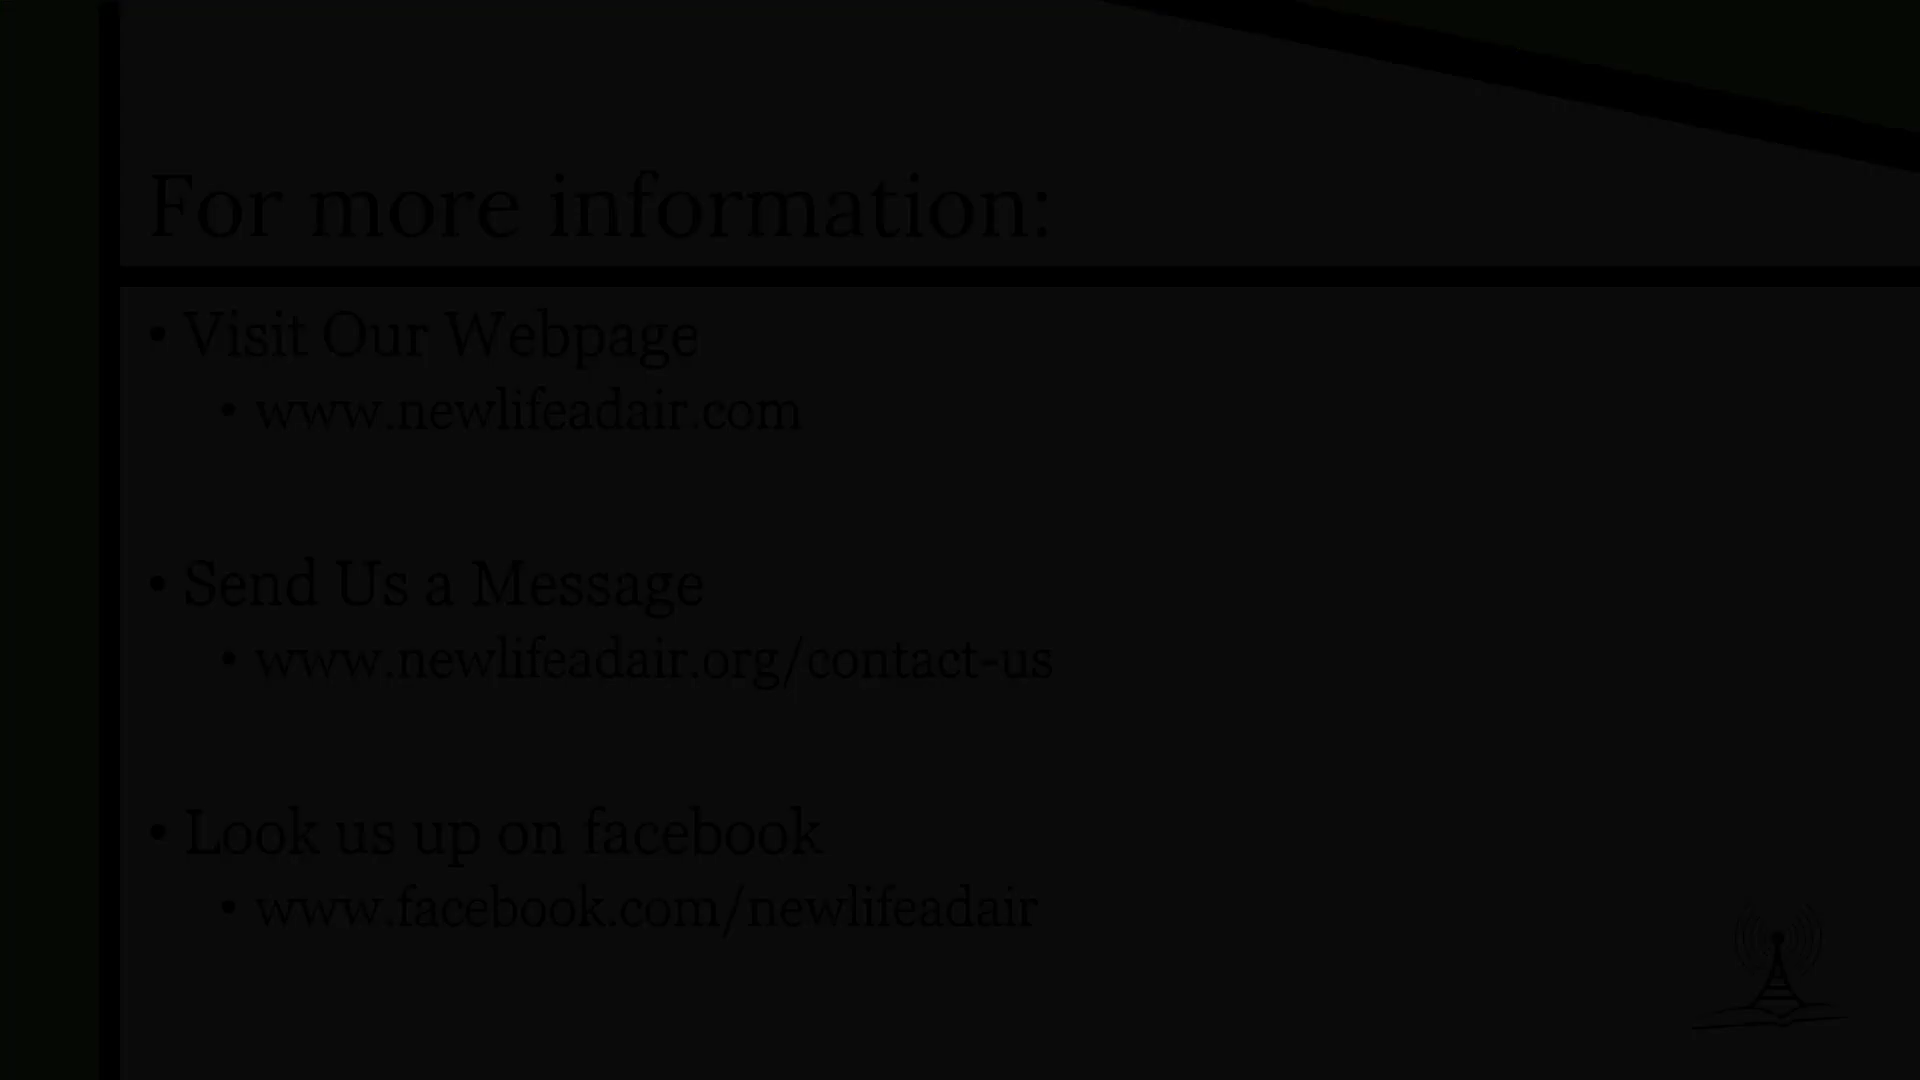 For more information:
• Visit Our Webpage
• www.newlifeadair.com
• Send Us a Message
• www.newlifeadair.org/contact-us
• Look us up on facebook
• www.facebook.com/newlifeadair